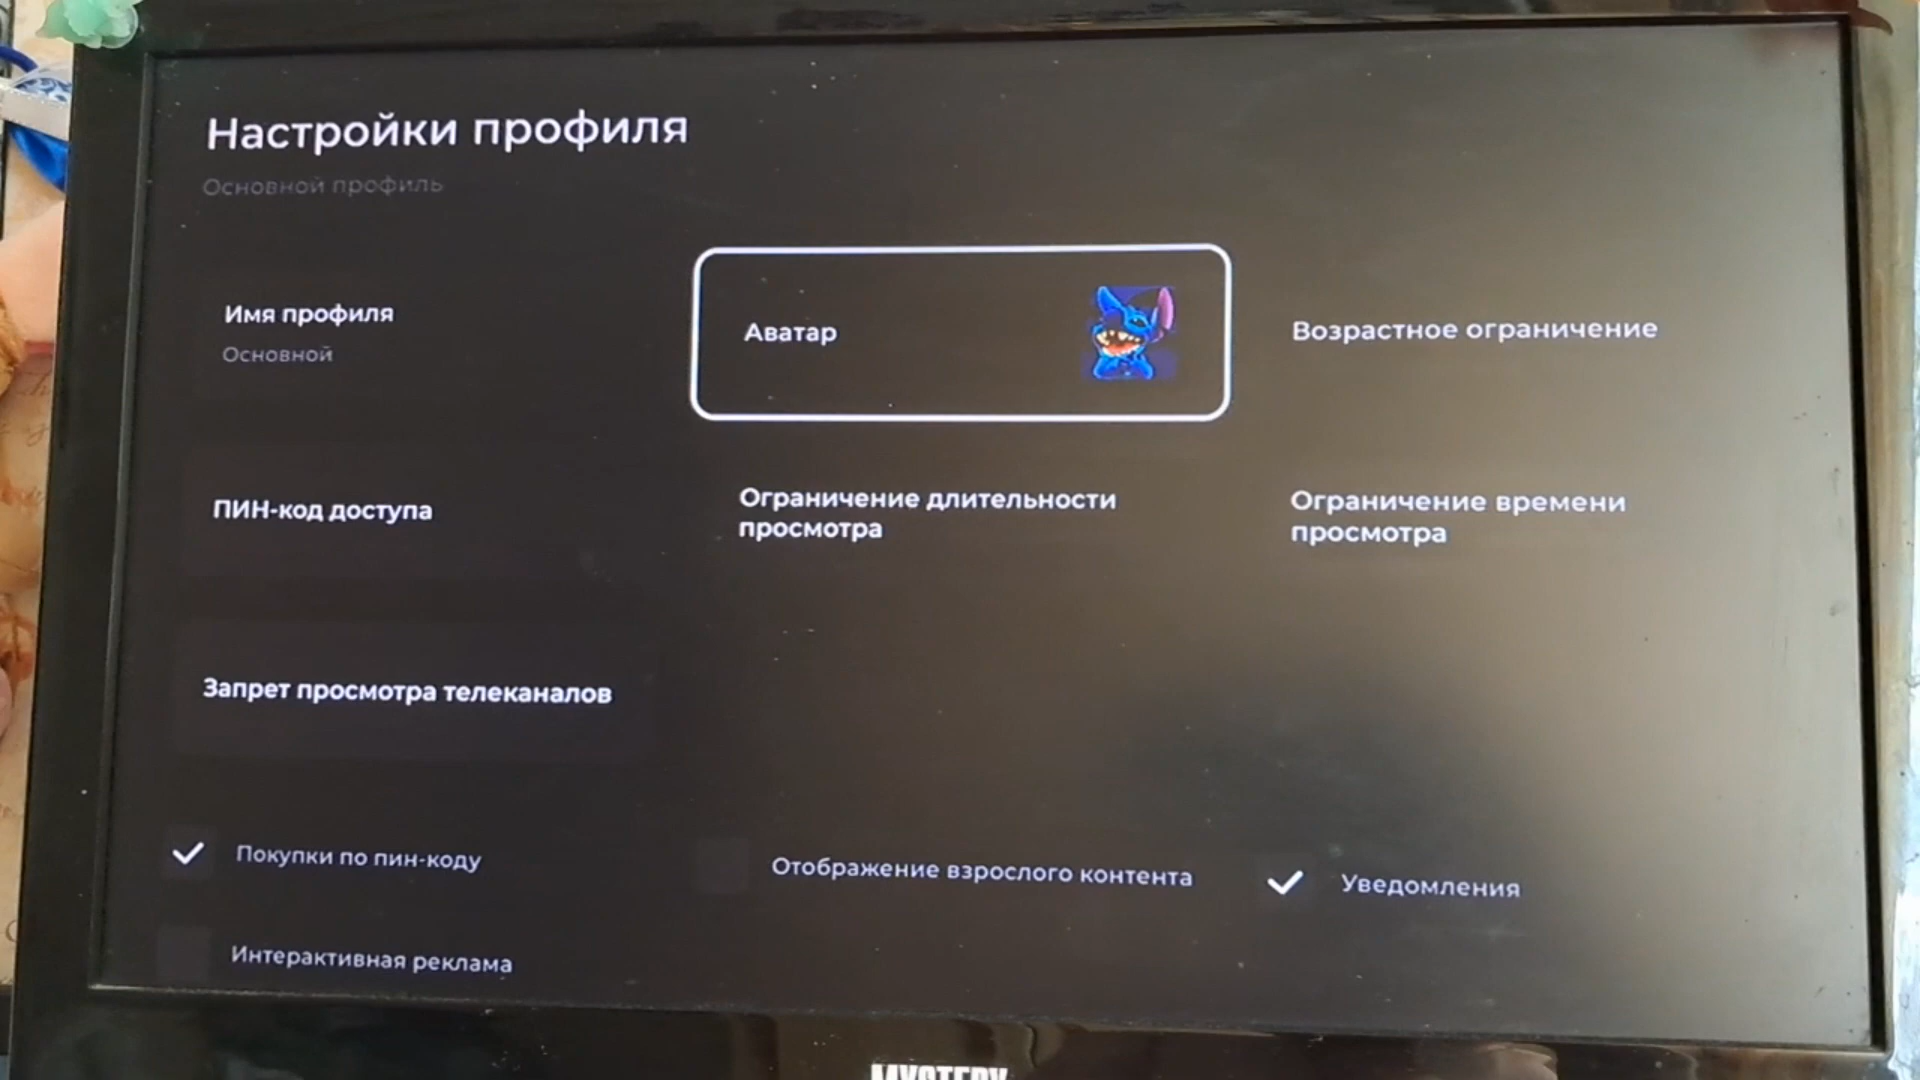 Настройки профиля
Основной профиль
Имя профиля
Основной
Аватар
Возрастное ограничение
ПИН-код доступа
Ограничение длительности
просмотра
Ограничение времени
просмотра
Запрет просмотра телеканалов
Покупки по пин-коду
Отображение взрослого контента
Уведомления
Интерактивная реклама
MYSTERY